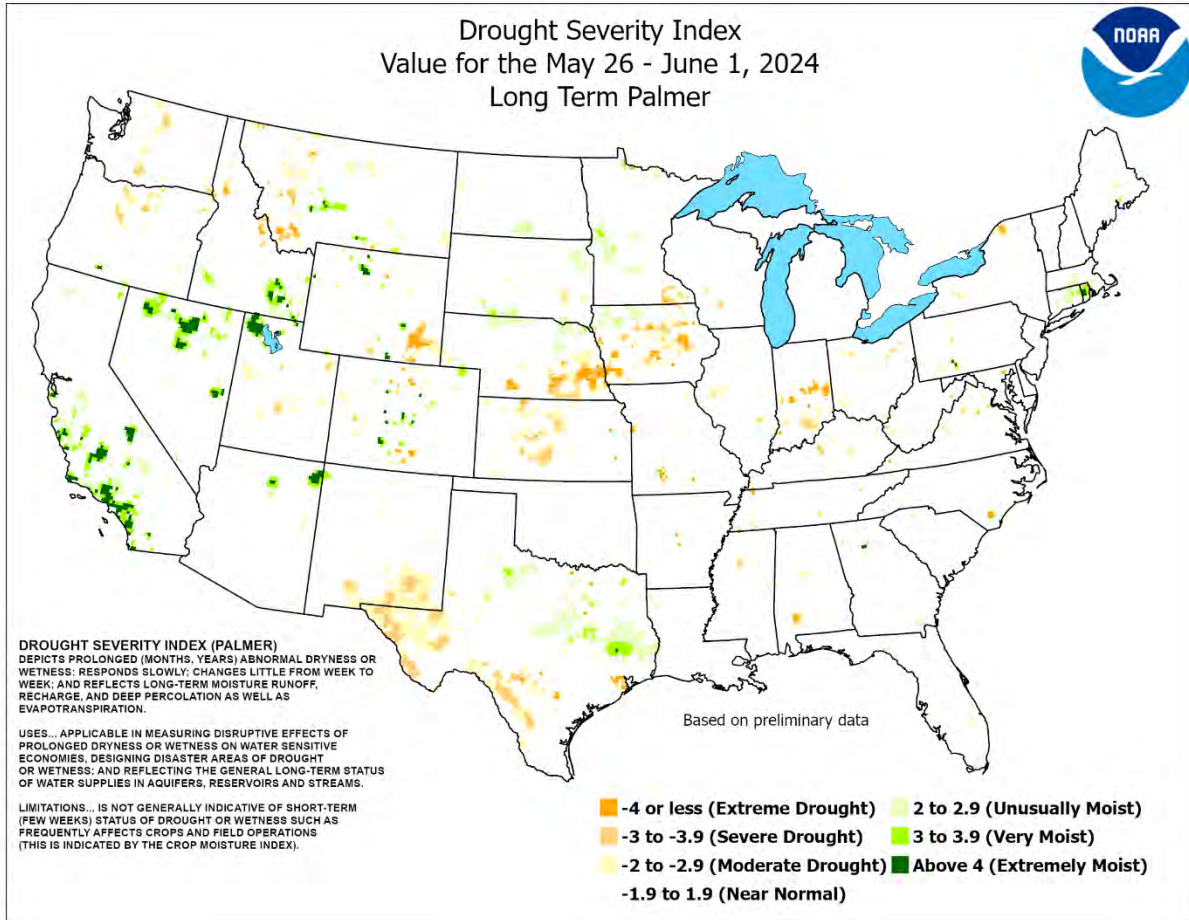 Drought Severity Index
Value for the May 26 - June 1, 2024
Long Term Palmer
NOAA
DROUGHT SEVERITY INDEX (PALMER)
DEPICTS PROLONGED (MONTHS, YEARS) ABNORMAL DRYNESS OR
WETNESS: RESPONDS SLOWLY; CHANGES LITTLE FROM WEEK TO
WEEK; AND REFLECTS LONG-TERM MOISTURE RUNOFF,
RECHARGE, AND DEEP PERCOLATION AS WELL AS
EVAPOTRANSPIRATION.
USES... APPLICABLE IN MEASURING DISRUPTIVE EFFECTS OF
PROLONGED DRYNESS OR WETNESS ON WATER SENSITIVE
ECONOMIES, DESIGNING DISASTER AREAS OF DROUGHT
OR WETNESS; AND REFLECTING THE GENERAL LONG-TERM STATUS
OF WATER SUPPLIES IN AQUIFERS, RESERVOIRS AND STREAMS.
LIMITATIONS... IS NOT GENERALLY INDICATIVE OF SHORT-TERM
(FEW WEEKS) STATUS OF DROUGHT OR WETNESS SUCH AS
FREQUENTLY AFFECTS CROPS AND FIELD OPERATIONS
(THIS IS INDICATED BY THE CROP MOISTURE INDEX).
Based on preliminary data
-4 or less (Extreme Drought)
-3 to -3.9 (Severe Drought)
-2 to -2.9 (Moderate Drought)
-1.9 to 1.9 (Near Normal)
2 to 2.9 (Unusually Moist)
3 to 3.9 (Very Moist)
Above 4 (Extremely Moist)